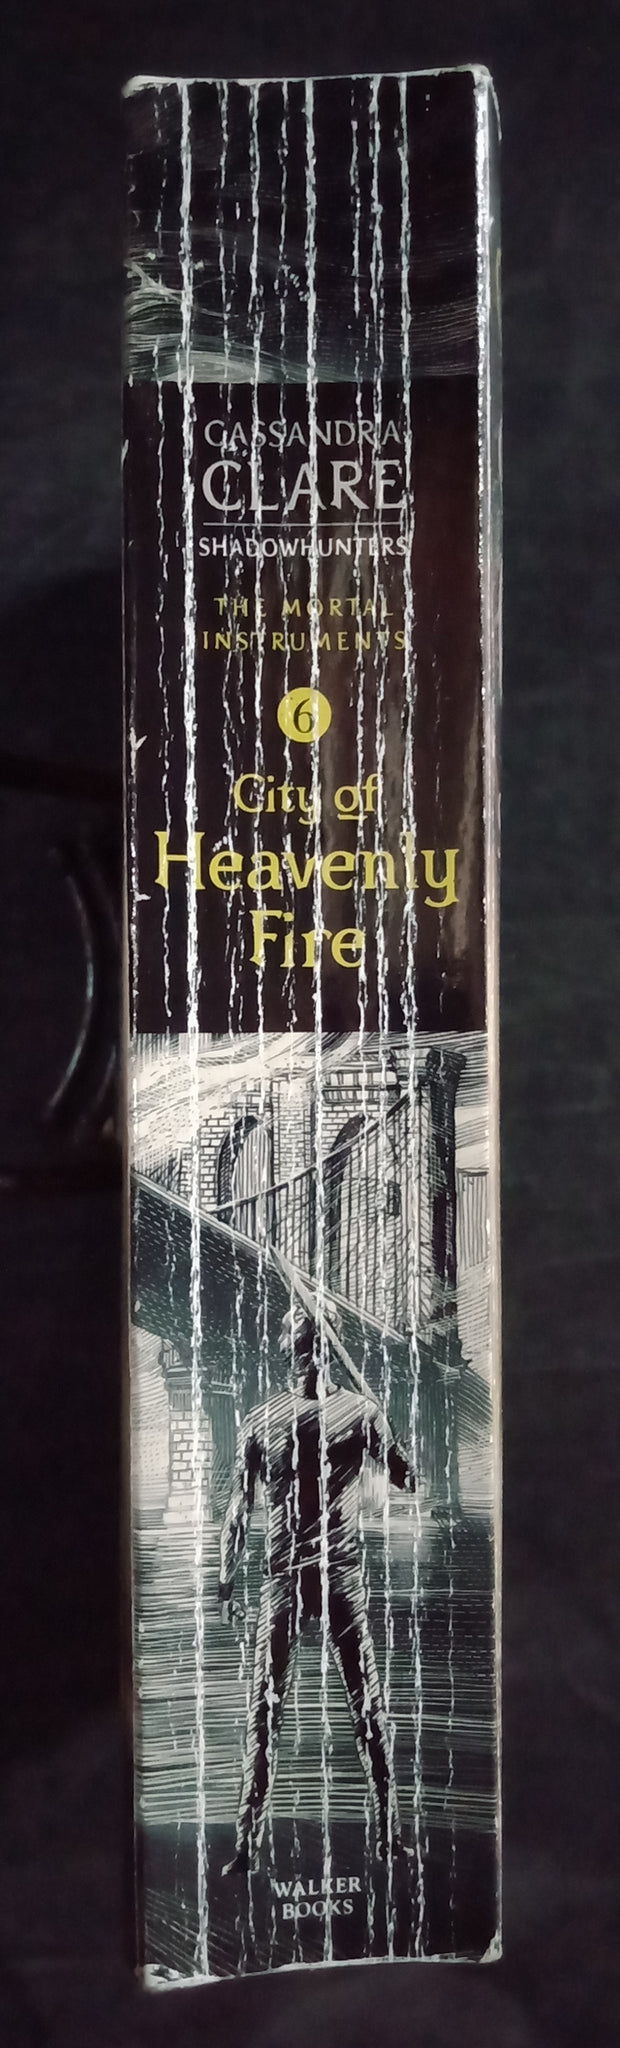 CASSANDRA
CLARE
SHADOWHUNTERS
THE MORTAL
INSTRUMENTS
6
City of
Heavenly
Fire
WALKER
BOOKS